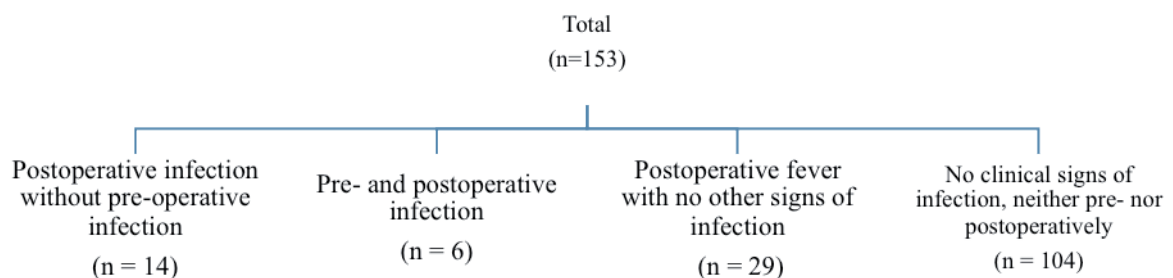 Total
(n=153)
Postoperative infection
without pre-operative
infection
(n = 14)
Pre- and postoperative
infection
(n = 6)
Postoperative fever
with no other signs of
infection
(n = 29)
No clinical signs of
infection, neither pre- nor
postoperatively
(n = 104)